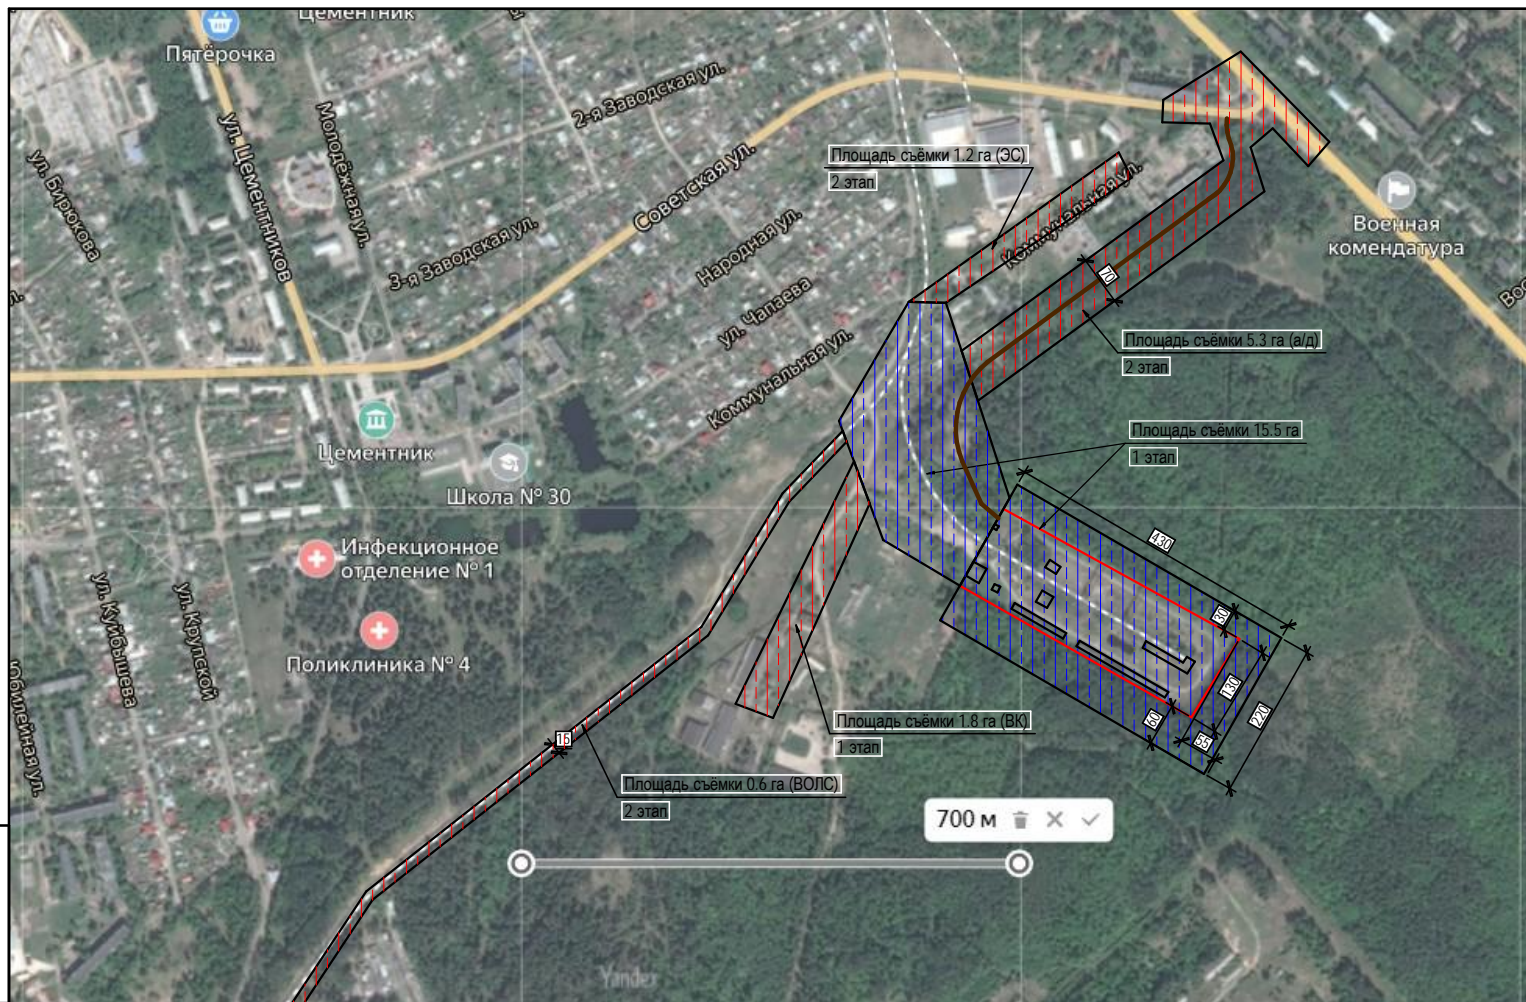 Цементник
Пятёрочка
2-я Заводская ул.
Молодёжная ул.
ул. Цементников
ул. Бирюкова
Площадь съёмки 1.2 га (ЭС)
2 этап
Советская ул.
Коммунальная ул.
Военная
комендатура
3-я Заводская ул.
Народная ул.
70
ул. Чапаева
Площадь съёмки 5.3 га (а/д)
2 этап
Коммунальная ул.
Площадь съёмки 15.5 га
1 этап
Цементник
Школа № 30
430
Инфекционное
отделение № 1
ул. Куйбышева
ул. Крупской
30
Поликлиника № 4
130
220
60
55
Юбилейная ул.
Площадь съёмки 1.8 га (ВК)
1 этап
15
Площадь съёмки 0.6 га (ВОЛС)
2 этап
700 м
Yandex